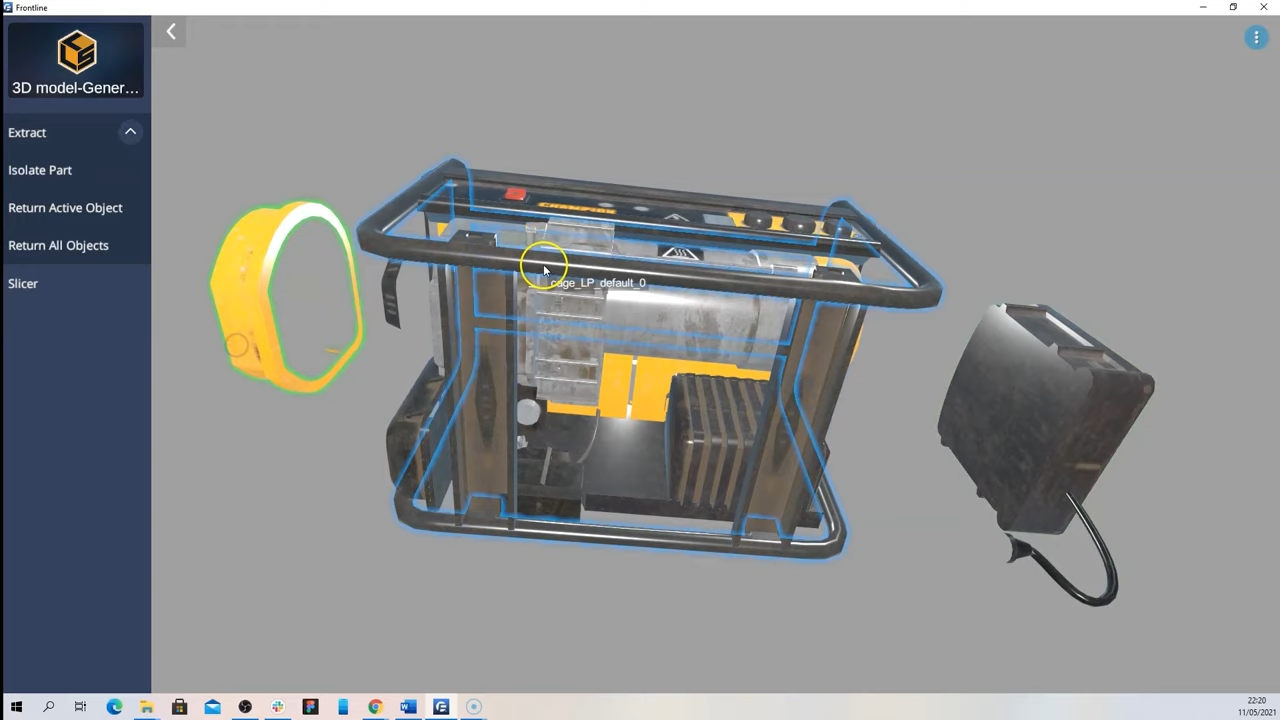 Frontline
3D model-Gener...
Extract
Isolate Part
Return Active Object
Return All Objects
Slicer
CHAMPION
cage_LP_default_0
22:20
11/05/2021